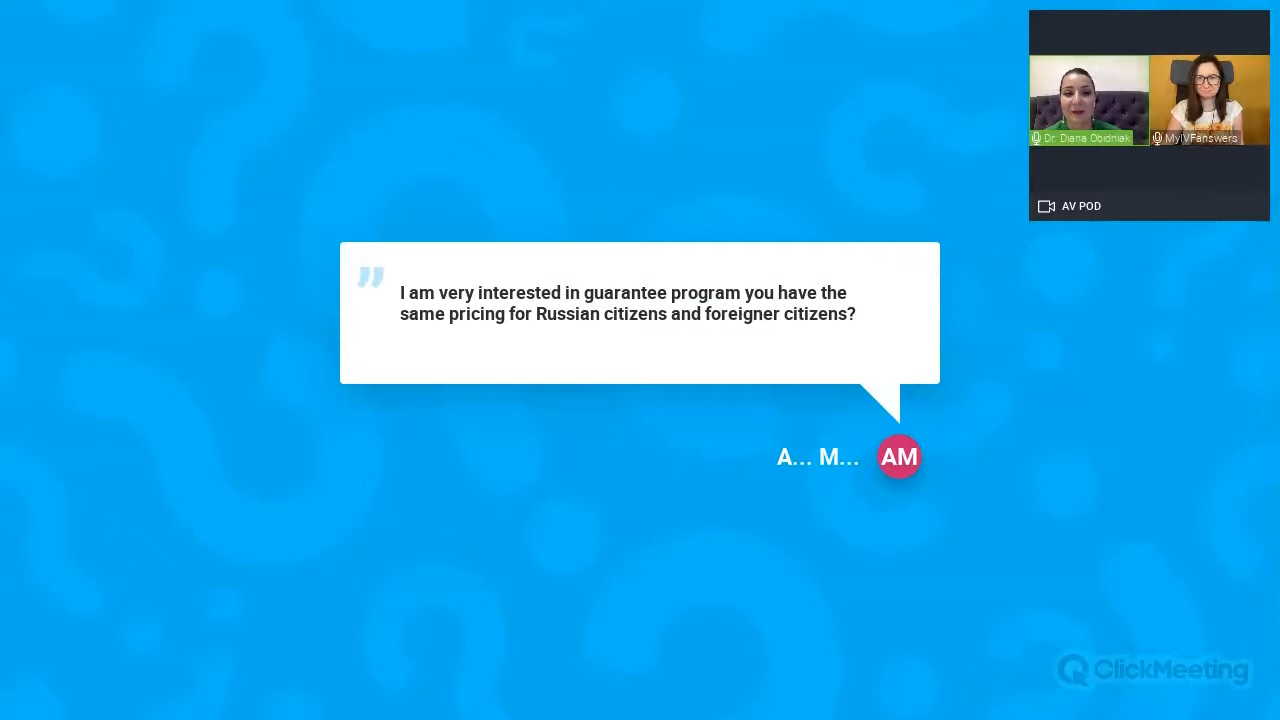 Dr. Diana Obidniak
MyIVFanswers
AV POD
" I am very interested in guarantee program you have the
same pricing for Russian citizens and foreigner citizens?
A... M... AM
ClickMeeting